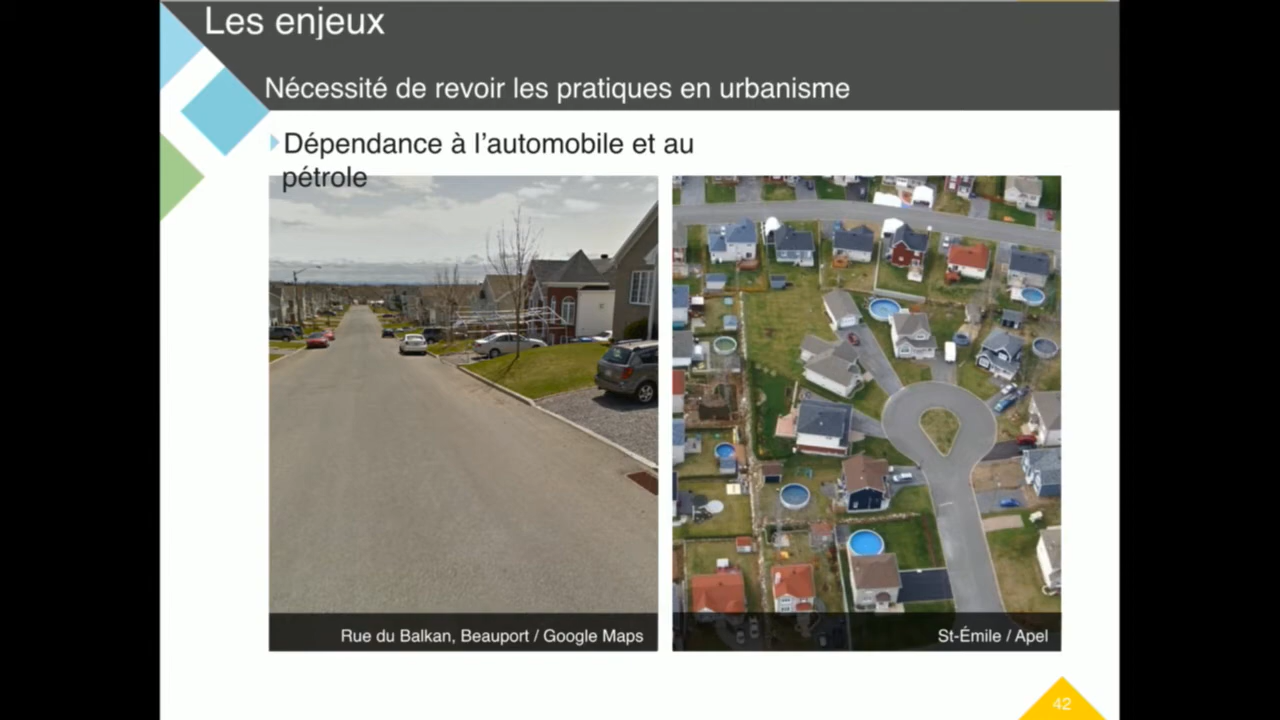 Les enjeux
Nécessité de revoir les pratiques en urbanisme
Dépendance à l’automobile et au
pétrole
Rue du Balkan, Beauport / Google Maps
St-Émile / Apel
42